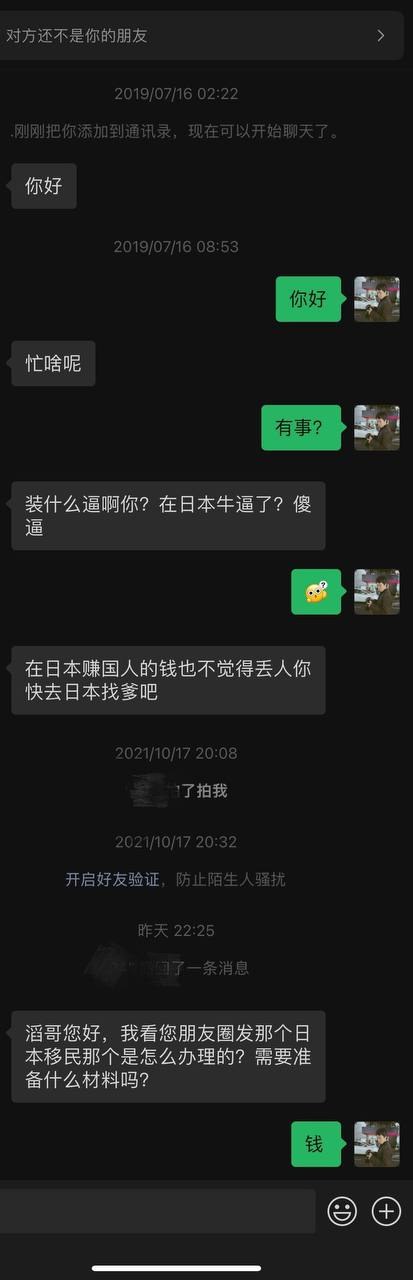 对方还不是你的朋友
2019/07/16 02:22
.刚刚把你添加到通讯录，现在可以开始聊天了。
你好
2019/07/16 08:53
你好
忙啥呢
有事？
装什么逼啊你？在日本牛逼了？傻
逼
在日本赚国人的钱也不觉得丢人你
快去日本找爹吧
2021/10/17 20:08
了拍我
2021/10/17 20:32
开启好友验证，防止陌生人骚扰
昨天 22:25
回了一条消息
滔哥您好，我看您朋友圈发那个日
本移民那个是怎么办理的？需要准
备什么材料吗？
钱